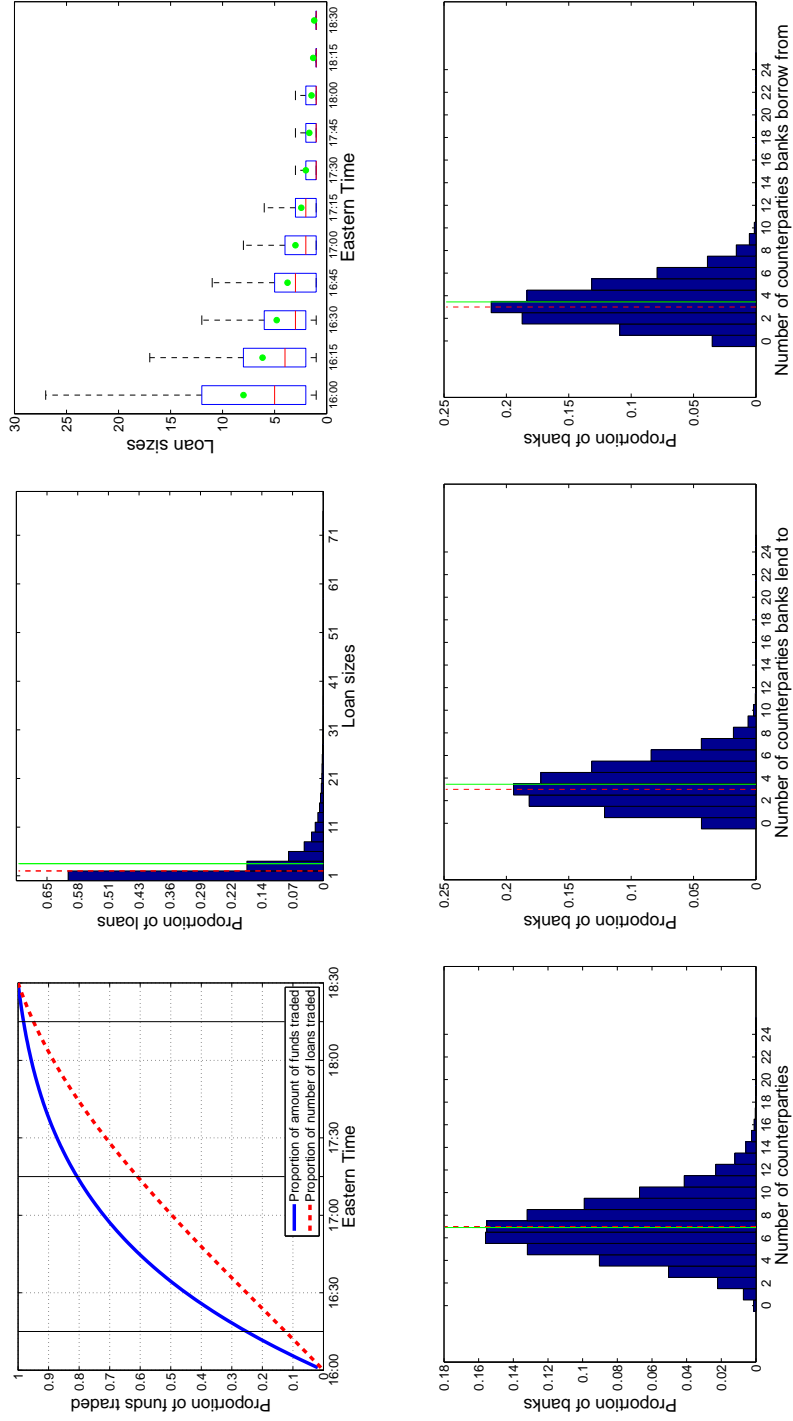 1
0.9
0.8
0.7
0.6
0.5
0.4
0.3
0.2
0.1
0
Proportion of funds traded
16:00 16:30 17:00 17:30 18:00 18:30
Eastern Time
Proportion of amount of funds traded
Proportion of number of loans traded
0.65
0.58
0.51
0.43
0.36
0.29
0.22
0.14
0.07
0
Proportion of loans
1 11 21 31 41 51 61 71
Loan sizes
30
25
20
15
10
5
0
Loan sizes
16:00 16:15 16:30 16:45 17:00 17:15 17:30 17:45 18:00 18:15 18:30
Eastern Time
0.18
0.16
0.14
0.12
0.1
0.08
0.06
0.04
0.02
0
Proportion of banks
0 2 4 6 8 10 12 14 16 18 20 22 24
Number of counterparties
0.25
0.2
0.15
0.1
0.05
0
Proportion of banks
0 2 4 6 8 10 12 14 16 18 20 22 24
Number of counterparties banks lend to
0.25
0.2
0.15
0.1
0.05
0
Proportion of banks
0 2 4 6 8 10 12 14 16 18 20 22 24
Number of counterparties banks borrow from